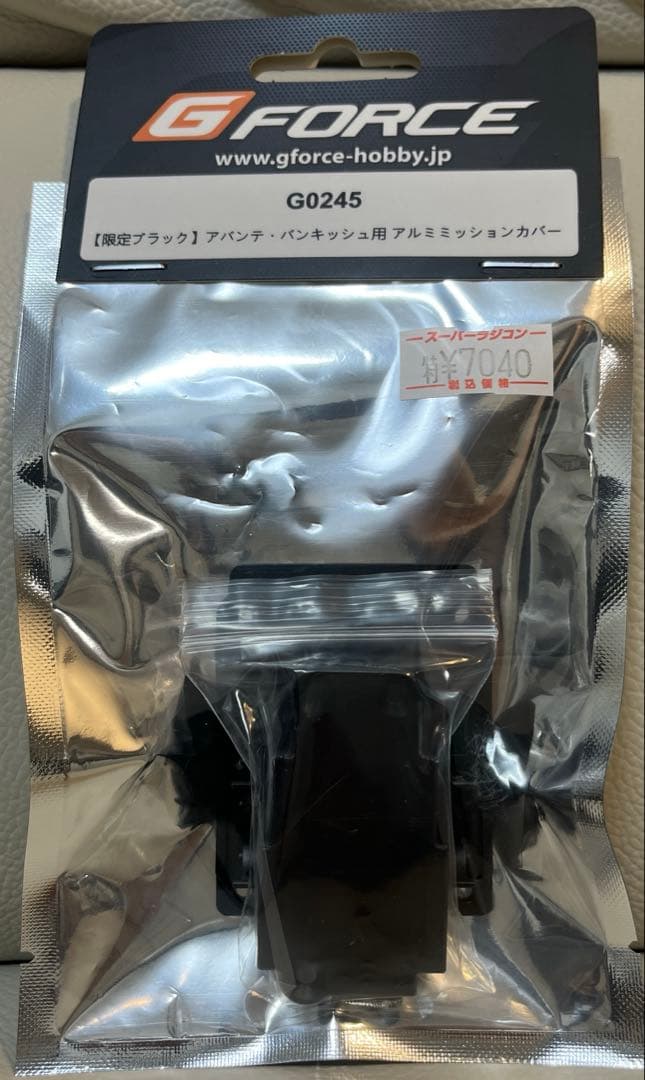 G FORCE
www.gforce-hobby.jp
G0245
【限定ブラック】アバンテ・バンキッシュ用 アルミミッションカバー
スーパーラジコン
特¥7040
税込価格